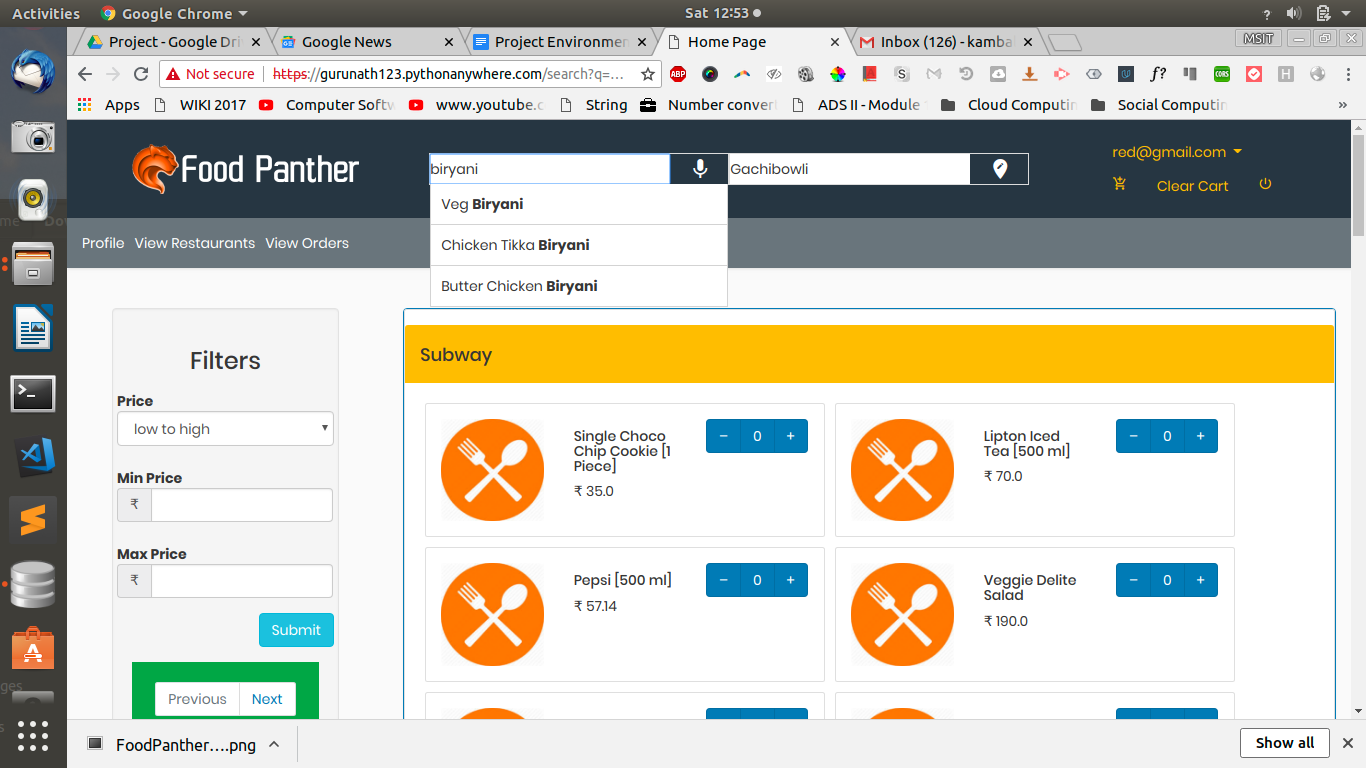 Activities Google Chrome Sat 12:53
Project - Google Dri Google News Project Environmen Home Page Inbox (126) - kamba MSIT
Not secure https://gurunath123.pythonanywhere.com/search?q=... ABP S f? CORS H
Apps WIKI 2017 Computer Softw www.youtube.c String Number conver ADS II - Module Cloud Computin Social Computin »
Food Panther
biryani
Gachibowli
red@gmail.com
Clear Cart
Veg Biryani
Chicken Tikka Biryani
Butter Chicken Biryani
Profile View Restaurants View Orders
Filters
Price
low to high
Min Price
₹
Max Price
₹
Submit
Previous Next
Subway
Single Choco
Chip Cookie [1
Piece]
₹ 35.0
− 0 +
Lipton Iced
Tea [500 ml]
₹ 70.0
− 0 +
Pepsi [500 ml]
₹ 57.14
− 0 +
Veggie Delite
Salad
₹ 190.0
− 0 +
FoodPanther....png
Show all